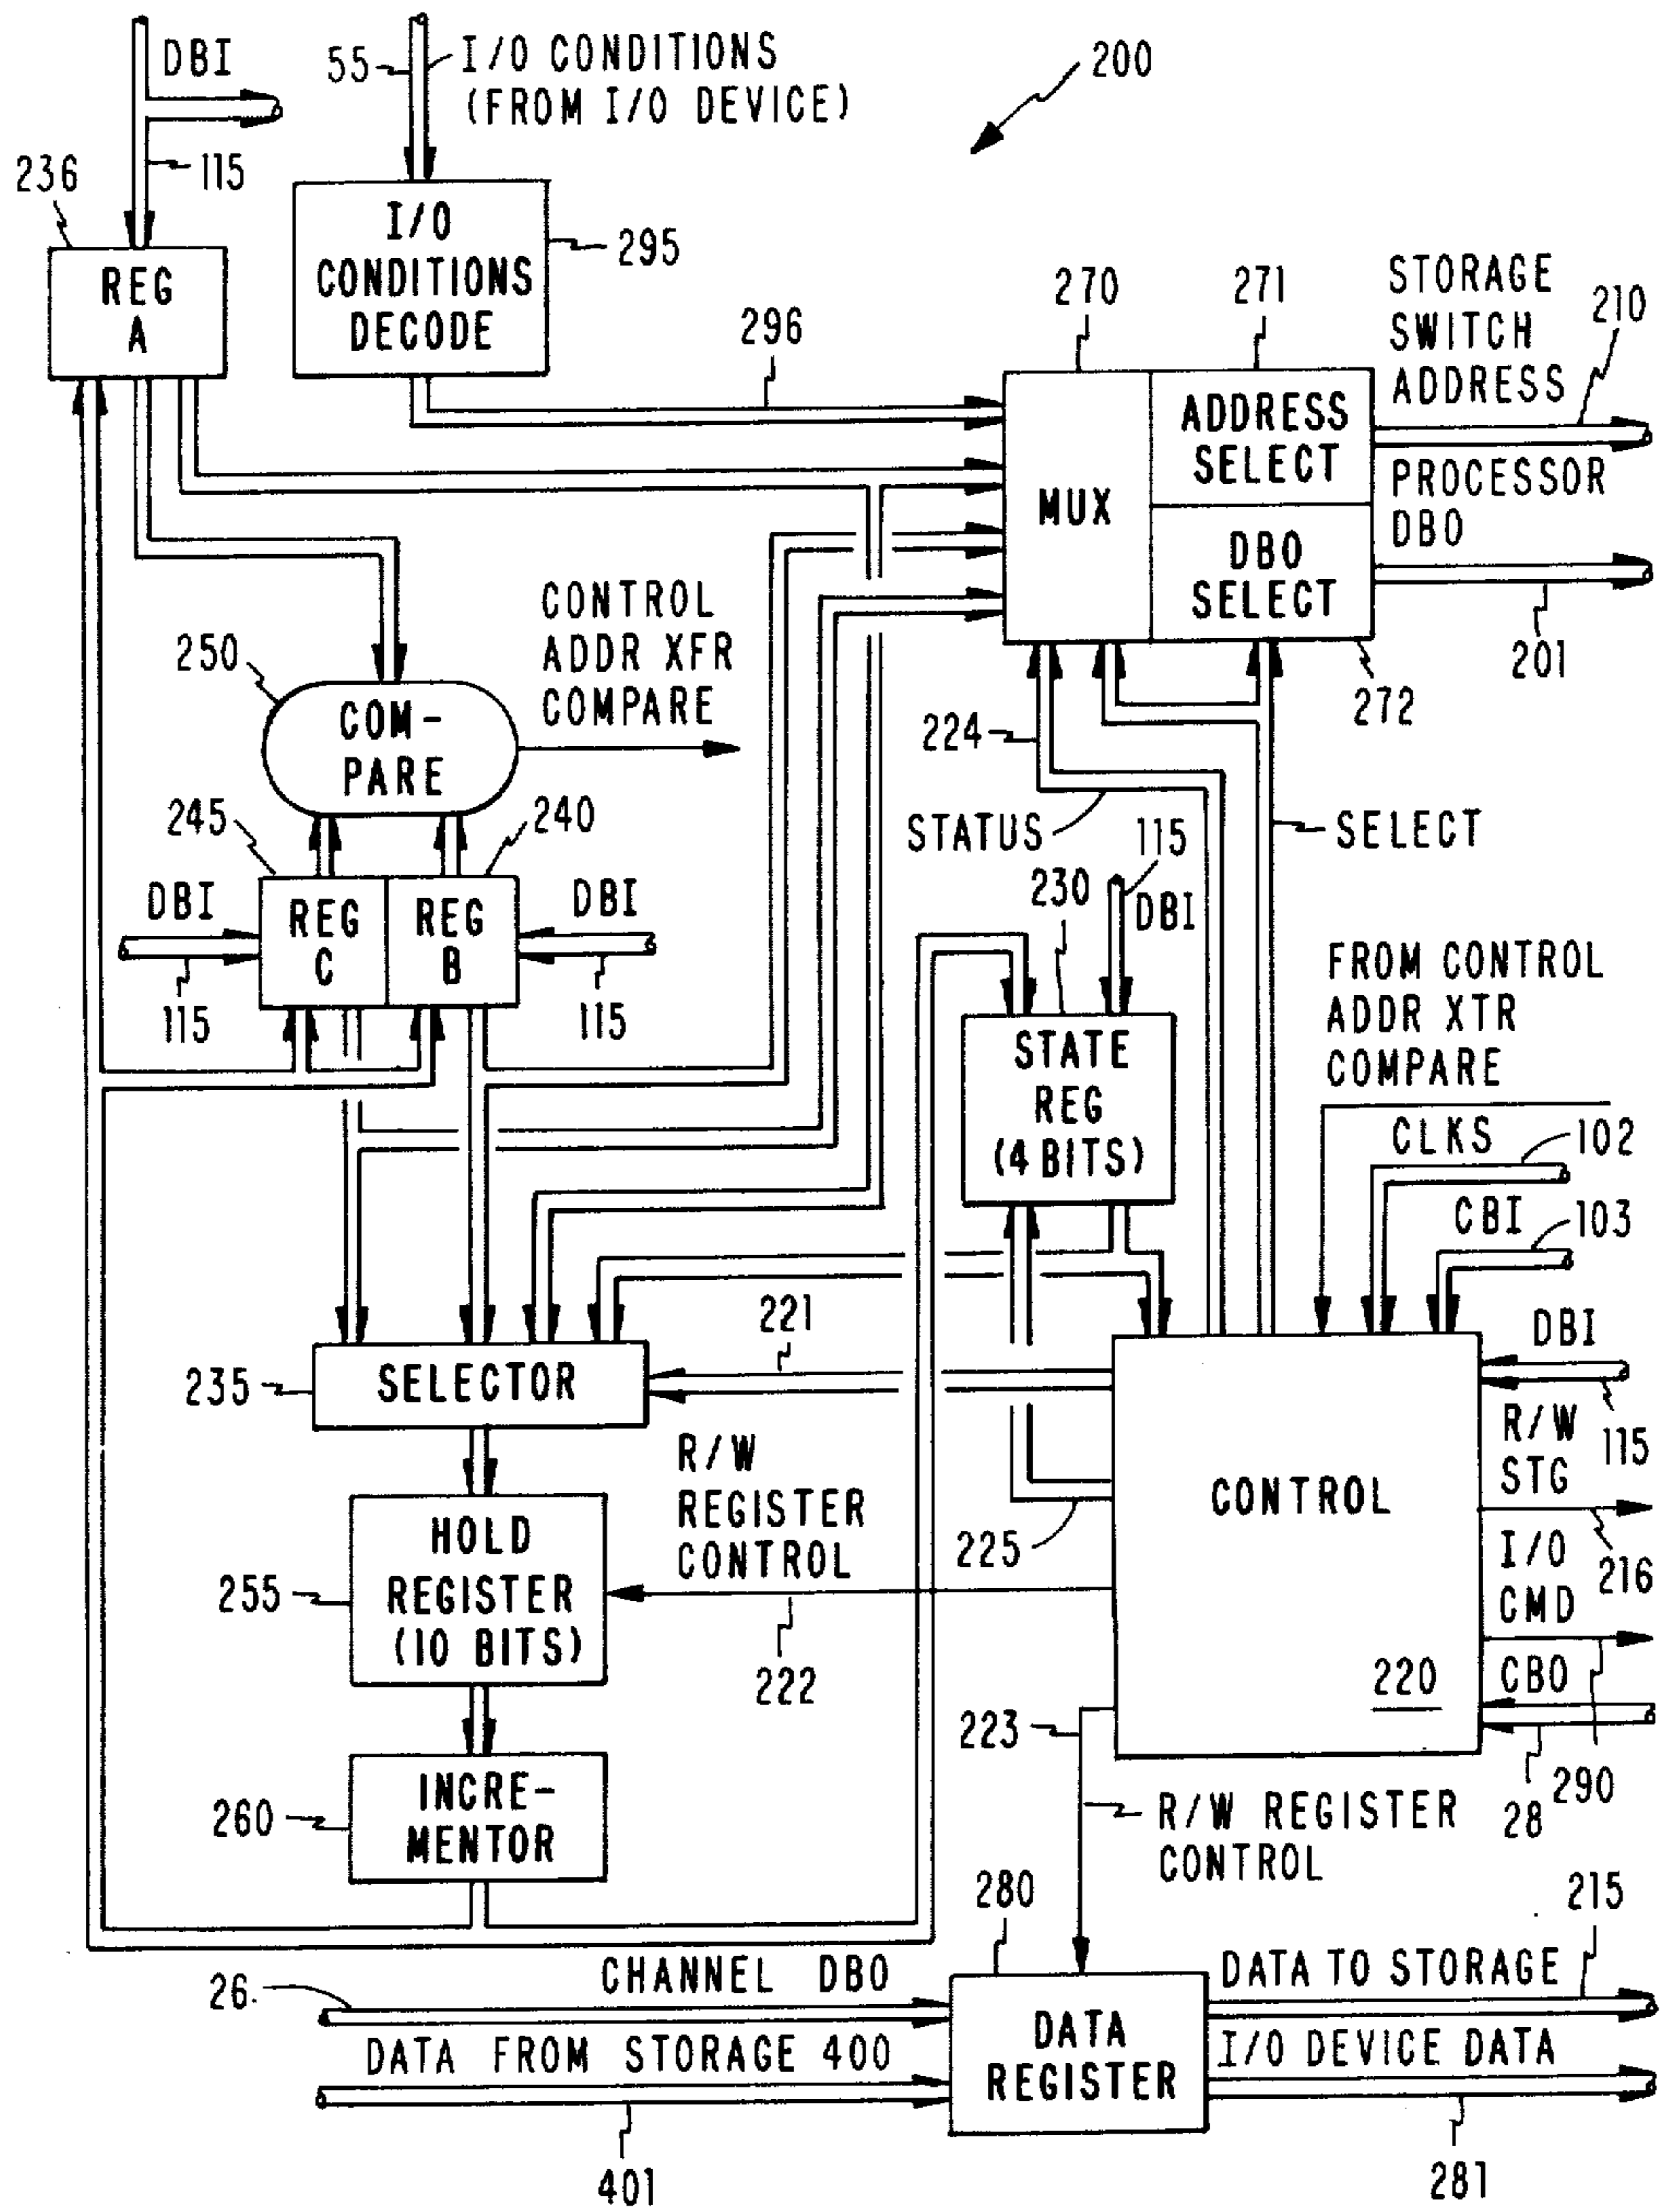 DBI
55
I/O CONDITIONS
(FROM I/O DEVICE)
200
236
115
REG
A
I/O
CONDITIONS
DECODE
295
296
270
271
STORAGE
SWITCH
ADDRESS
210
MUX
ADDRESS
SELECT
PROCESSOR
DBO
DBO
SELECT
201
272
250
CONTROL
ADDR XFR
COMPARE
COM-
PARE
224
STATUS
SELECT
245
240
DBI
REG
C
REG
B
DBI
115
115
230
115
DBI
STATE
REG
(4 BITS)
FROM CONTROL
ADDR XTR
COMPARE
CLKS
102
CBI
103
221
235
SELECTOR
DBI
115
R/W
STG
216
R/W
REGISTER
CONTROL
CONTROL
220
225
255
HOLD
REGISTER
(10 BITS)
222
I/O
CMD
CBO
290
28
223
260
INCRE-
MENTOR
R/W REGISTER
CONTROL
280
215
26
CHANNEL DBO
DATA FROM STORAGE 400
401
DATA
REGISTER
DATA TO STORAGE
I/O DEVICE DATA
281